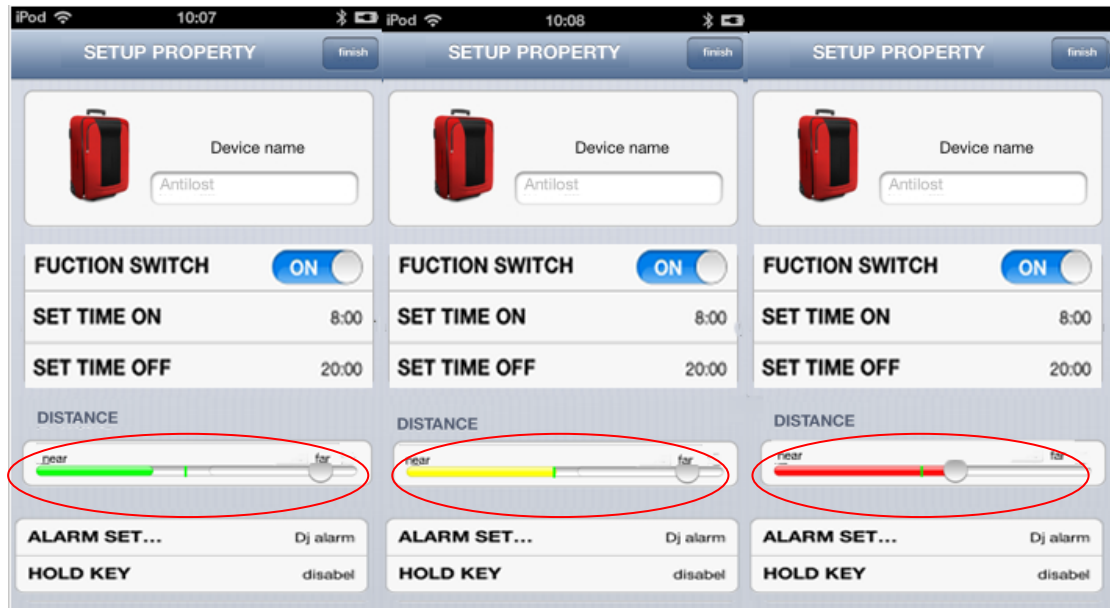 iPod 10:07
SETUP PROPERTY finish
Device name
Antilost
FUCTION SWITCH ON
SET TIME ON 8:00
SET TIME OFF 20:00
DISTANCE
near far
ALARM SET... Dj alarm
HOLD KEY disabel
iPod 10:08
SETUP PROPERTY finish
Device name
Antilost
FUCTION SWITCH ON
SET TIME ON 8:00
SET TIME OFF 20:00
DISTANCE
near far
ALARM SET... Dj alarm
HOLD KEY disabel
SETUP PROPERTY finish
Device name
Antilost
FUCTION SWITCH ON
SET TIME ON 8:00
SET TIME OFF 20:00
DISTANCE
near far
ALARM SET... Dj alarm
HOLD KEY disabel